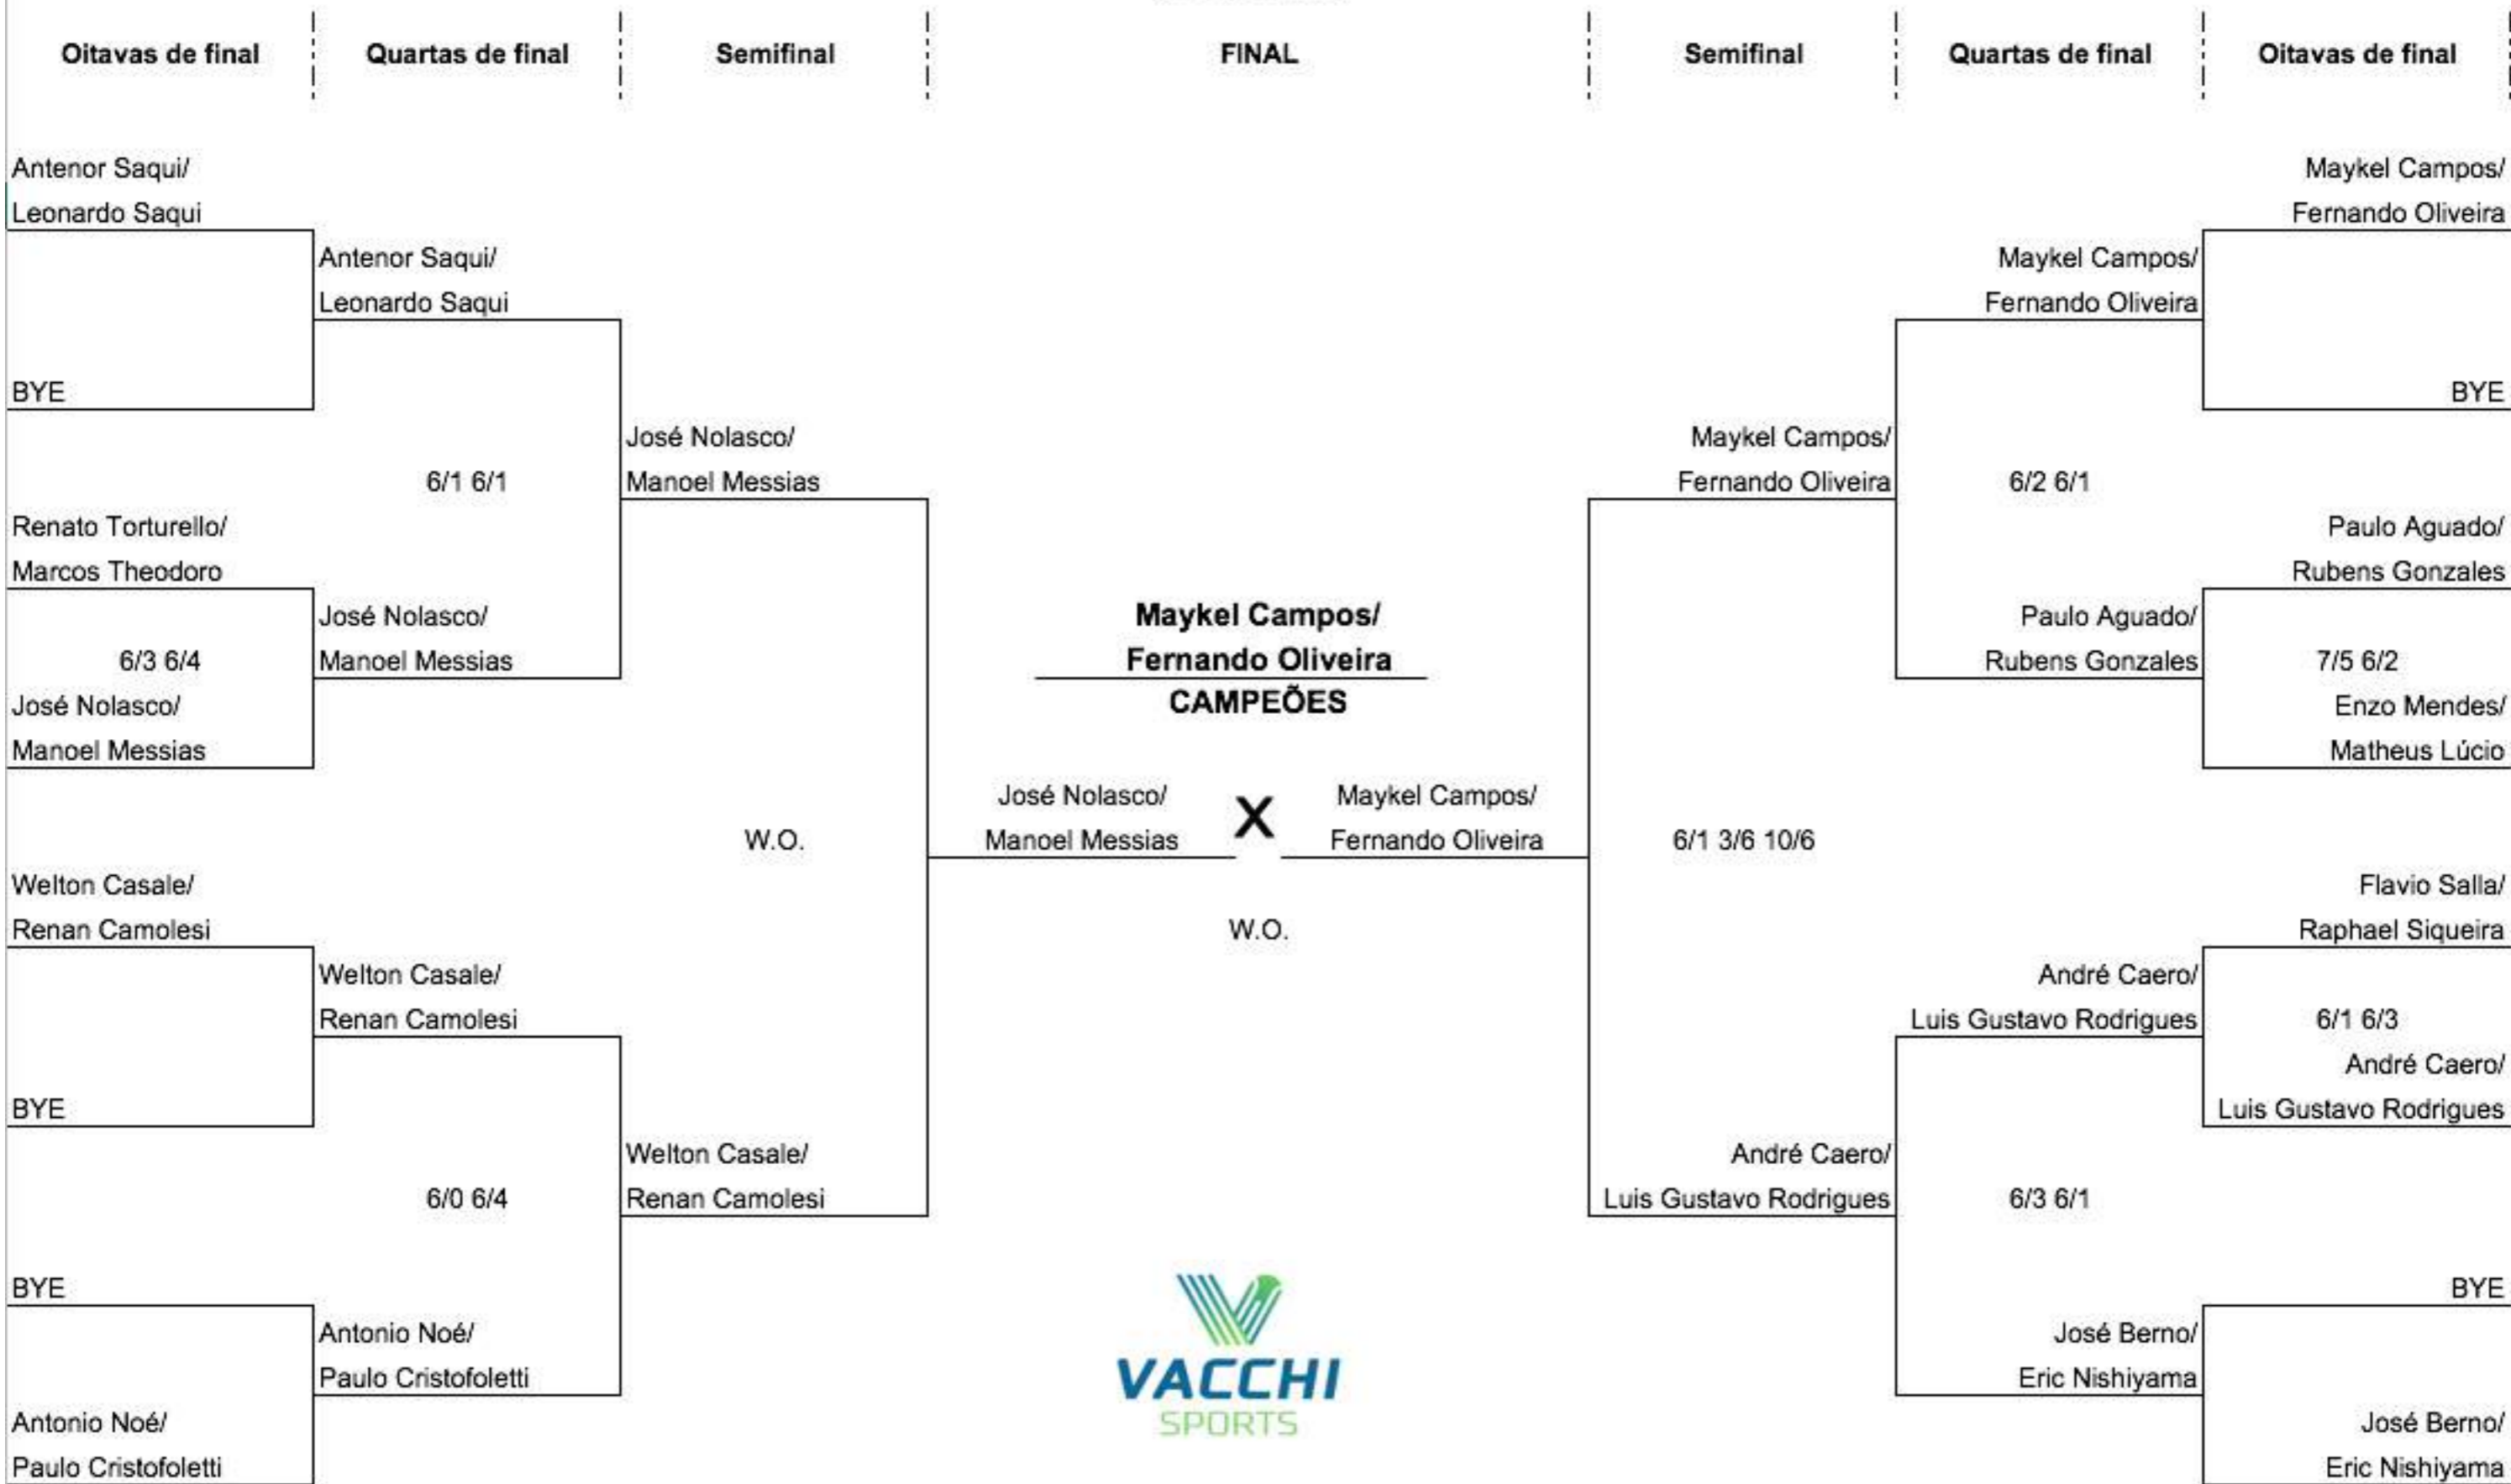 Oitavas de final
Quartas de final
Semifinal
FINAL
Semifinal
Quartas de final
Oitavas de final
Antenor Saqui/
Leonardo Saqui
BYE
Renato Torturello/
Marcos Theodoro
6/3 6/4
José Nolasco/
Manoel Messias
Welton Casale/
Renan Camolesi
BYE
BYE
Antonio Noé/
Paulo Cristofoletti
Antenor Saqui/
Leonardo Saqui
6/1 6/1
José Nolasco/
Manoel Messias
Welton Casale/
Renan Camolesi
6/0 6/4
Antonio Noé/
Paulo Cristofoletti
José Nolasco/
Manoel Messias
W.O.
Welton Casale/
Renan Camolesi
Maykel Campos/
Fernando Oliveira
CAMPEÕES
José Nolasco/
Manoel Messias
X
Maykel Campos/
Fernando Oliveira
W.O.
VACCHI
SPORTS
Maykel Campos/
Fernando Oliveira
6/1 3/6 10/6
André Caero/
Luis Gustavo Rodrigues
Maykel Campos/
Fernando Oliveira
6/2 6/1
Paulo Aguado/
Rubens Gonzales
André Caero/
Luis Gustavo Rodrigues
6/3 6/1
José Berno/
Eric Nishiyama
Maykel Campos/
Fernando Oliveira
BYE
Paulo Aguado/
Rubens Gonzales
7/5 6/2
Enzo Mendes/
Matheus Lúcio
Flavio Salla/
Raphael Siqueira
6/1 6/3
André Caero/
Luis Gustavo Rodrigues
BYE
José Berno/
Eric Nishiyama